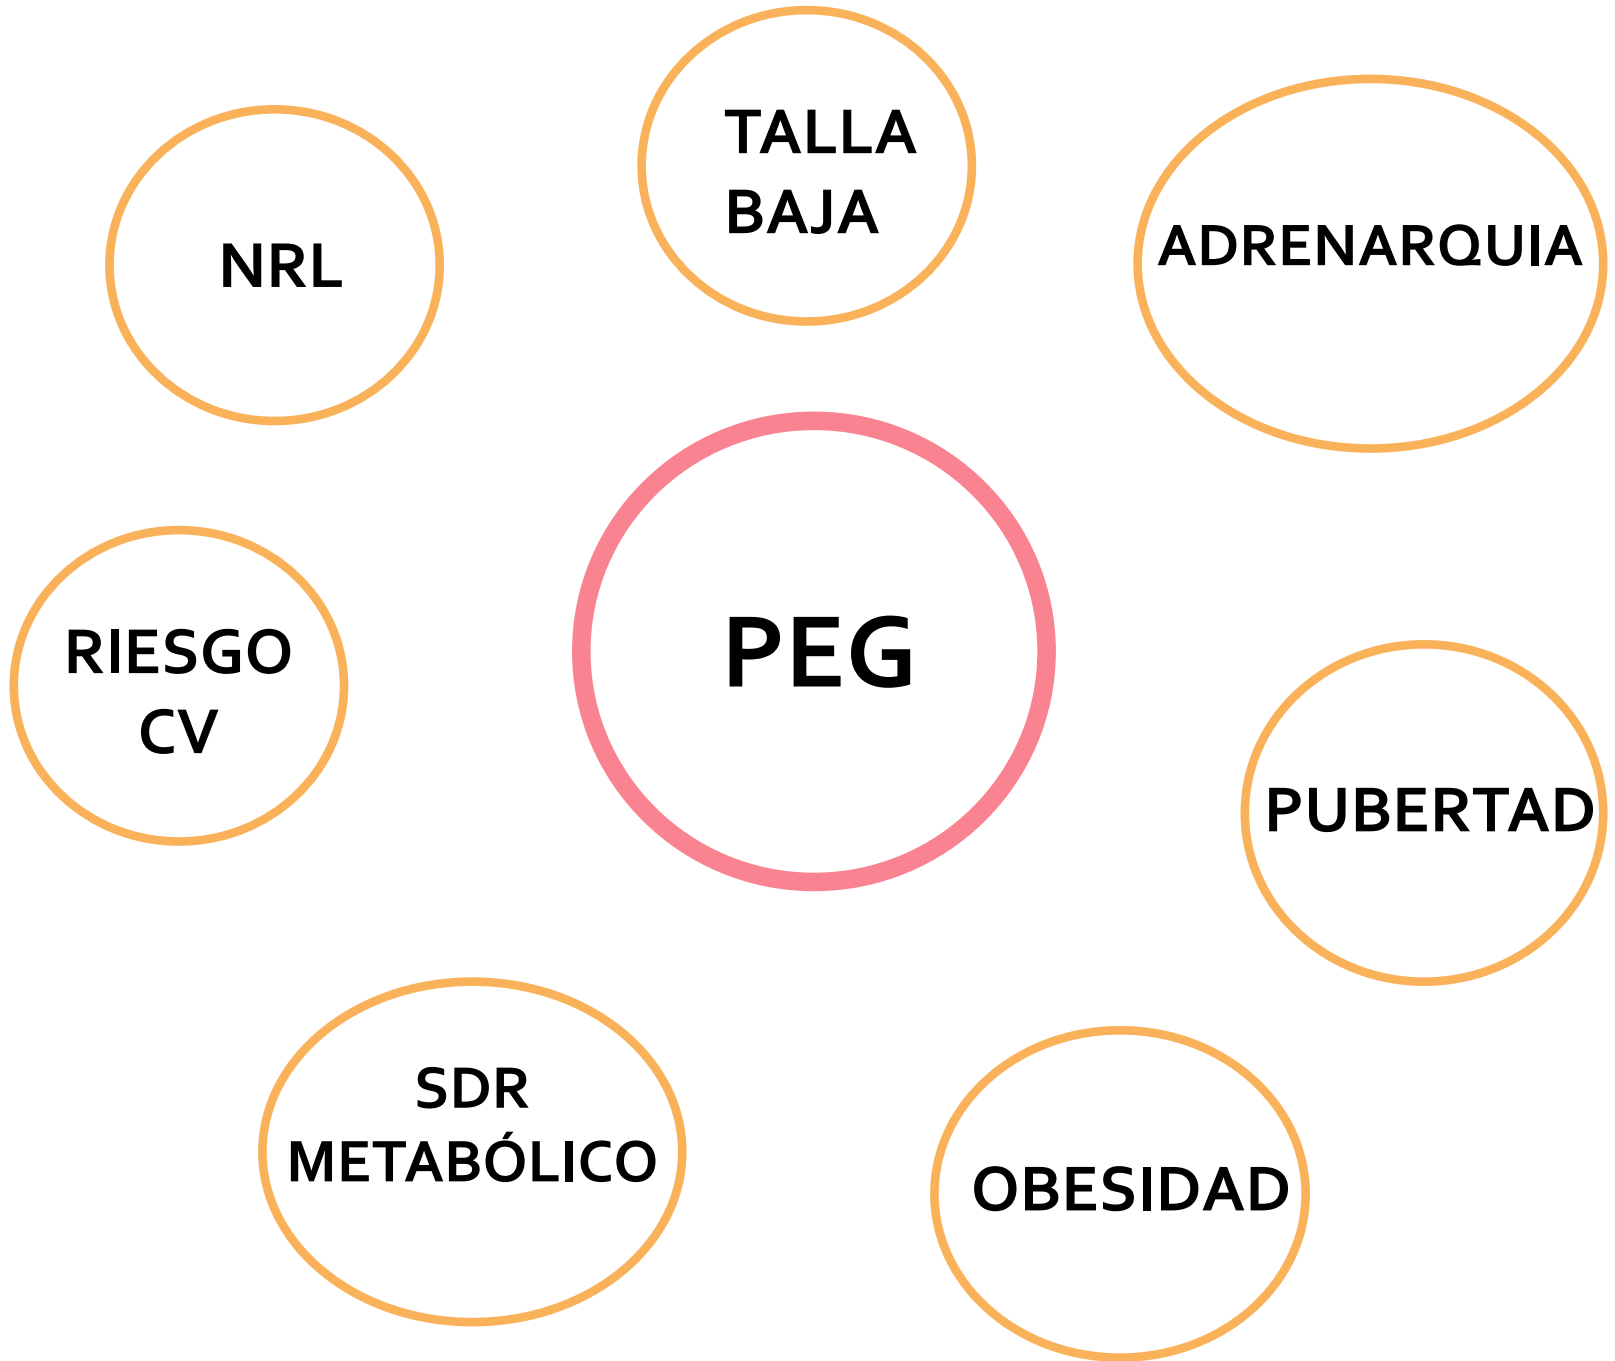 TALLA
BAJA
NRL
ADRENARQUIA
PEG
RIESGO
CV
PUBERTAD
SDR
METABÓLICO
OBESIDAD